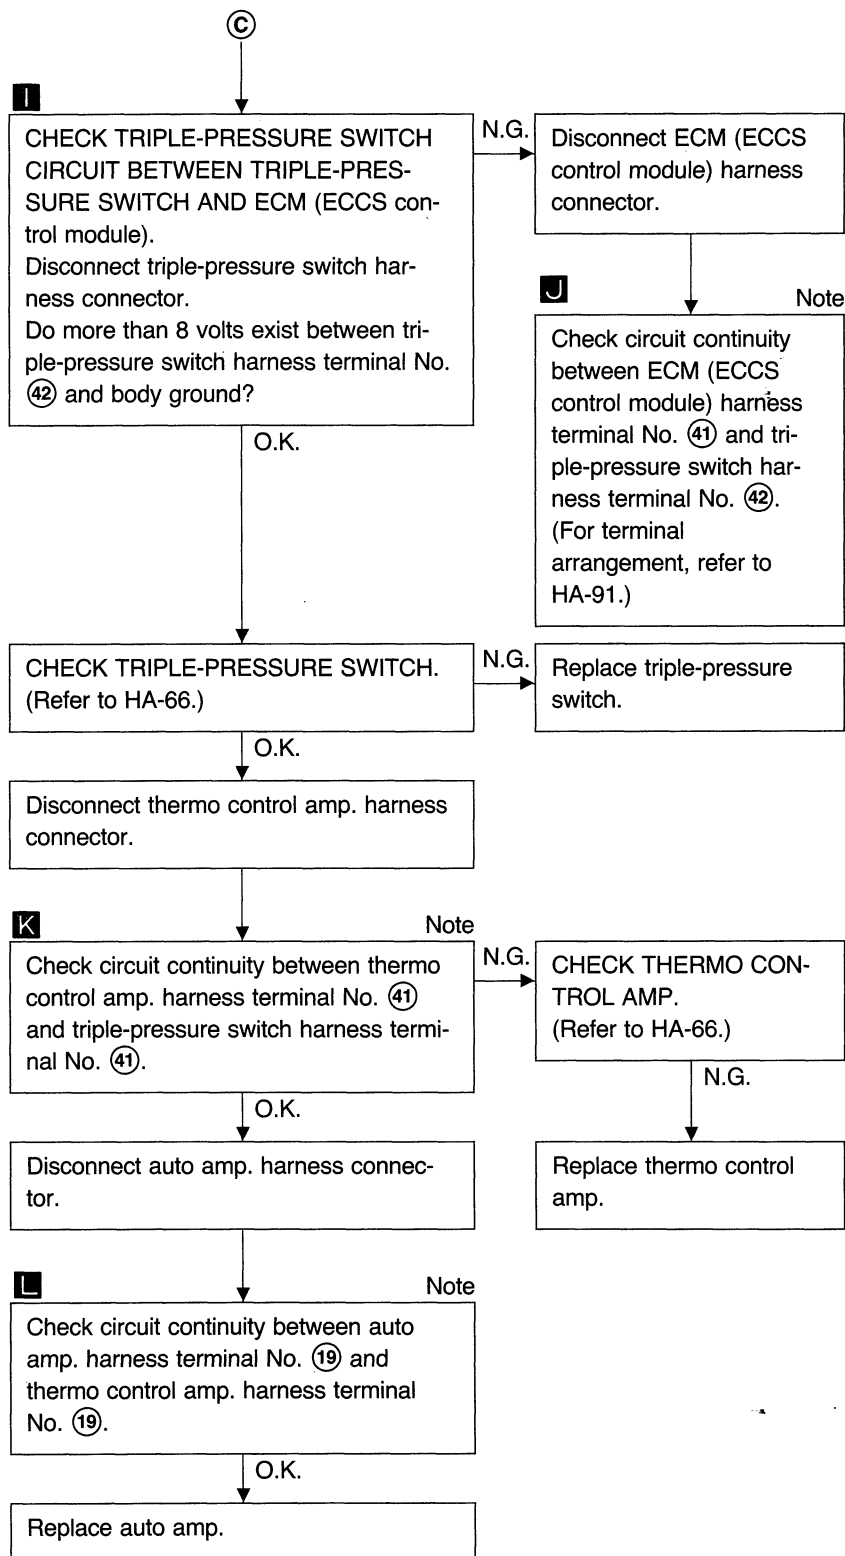 C
I
CHECK TRIPLE-PRESSURE SWITCH
CIRCUIT BETWEEN TRIPLE-PRES-
SURE SWITCH AND ECM (ECCS con-
trol module).
Disconnect triple-pressure switch har-
ness connector.
Do more than 8 volts exist between tri-
ple-pressure switch harness terminal No.
42 and body ground?
N.G.
Disconnect ECM (ECCS
control module) harness
connector.
J
Note
Check circuit continuity
between ECM (ECCS
control module) harness
terminal No. 41 and tri-
ple-pressure switch har-
ness terminal No. 42.
(For terminal
arrangement, refer to
HA-91.)
O.K.
CHECK TRIPLE-PRESSURE SWITCH.
(Refer to HA-66.)
N.G.
Replace triple-pressure
switch.
O.K.
Disconnect thermo control amp. harness
connector.
K
Note
Check circuit continuity between thermo
control amp. harness terminal No. 41
and triple-pressure switch harness termi-
nal No. 41.
N.G.
CHECK THERMO CON-
TROL AMP.
(Refer to HA-66.)
N.G.
Replace thermo control
amp.
O.K.
Disconnect auto amp. harness connec-
tor.
L
Note
Check circuit continuity between auto
amp. harness terminal No. 19 and
thermo control amp. harness terminal
No. 19.
O.K.
Replace auto amp.